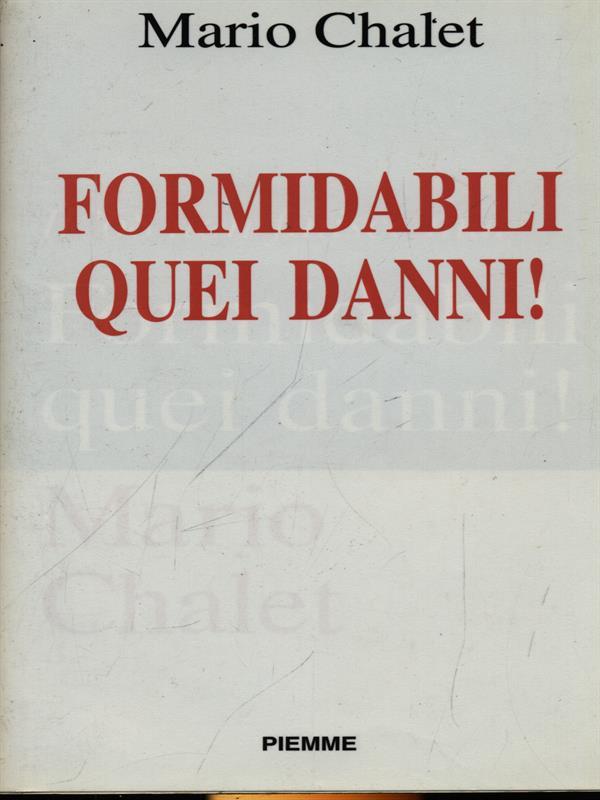 Mario Chalet
FORMIDABILI
QUEI DANNI!
Formidabili
quei danni!
Mario
Chalet
PIEMME